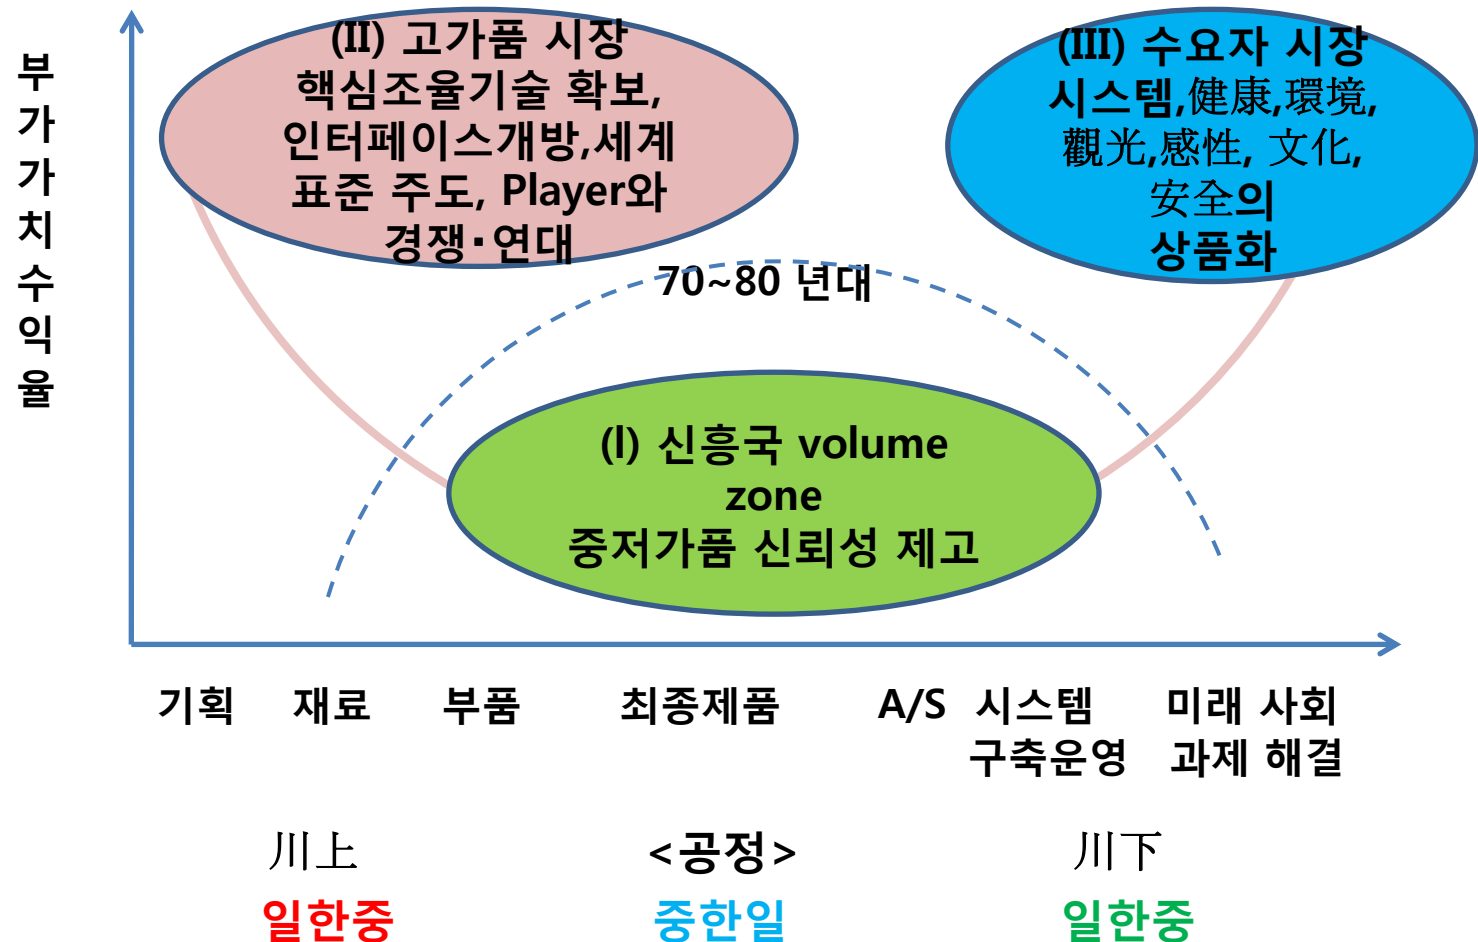 부
가
가
치
수
익
율
(II) 고가품 시장
핵심조율기술 확보,
인터페이스개방,세계
표준 주도, Player와
경쟁·연대
(III) 수요자 시장
시스템,健康,環境,
觀光,感性, 文化,
安全의
상품화
70~80 년대
(I) 신흥국 volume
zone
중저가품 신뢰성 제고
기획 재료 부품 최종제품 A/S 시스템 미래 사회
구축운영 과제 해결
川上 <공정> 川下
일한중 중한일 일한중